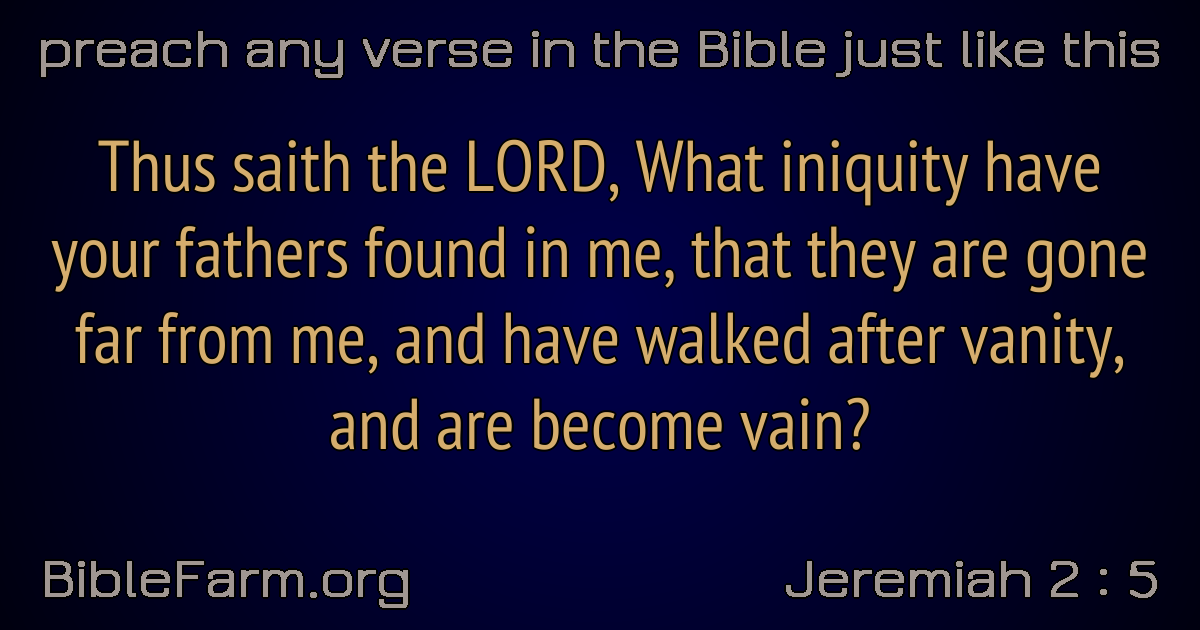 preach any verse in the Bible just like this
Thus saith the LORD, What iniquity have
your fathers found in me, that they are gone
far from me, and have walked after vanity,
and are become vain?
BibleFarm.org
Jeremiah 2 : 5